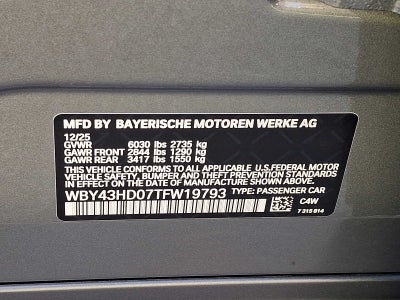 MFD BY BAYERISCHE MOTOREN WERKE AG
12/25
GVWR 6030 lbs 2735 kg
GAWR FRONT 2844 lbs 1290 kg
GAWR REAR 3417 lbs 1550 kg
THIS VEHICLE CONFORMS TO ALL APPLICABLE U.S.FEDERAL MOTOR
VEHICLE SAFETY, BUMPER, AND THEFT PREVENTION STANDARDS
IN EFFECT ON THE DATE OF MANUFACTURE SHOWN ABOVE.
WBY43HD07TFW19793 TYPE: PASSENGER CAR
C4W
7 315 814